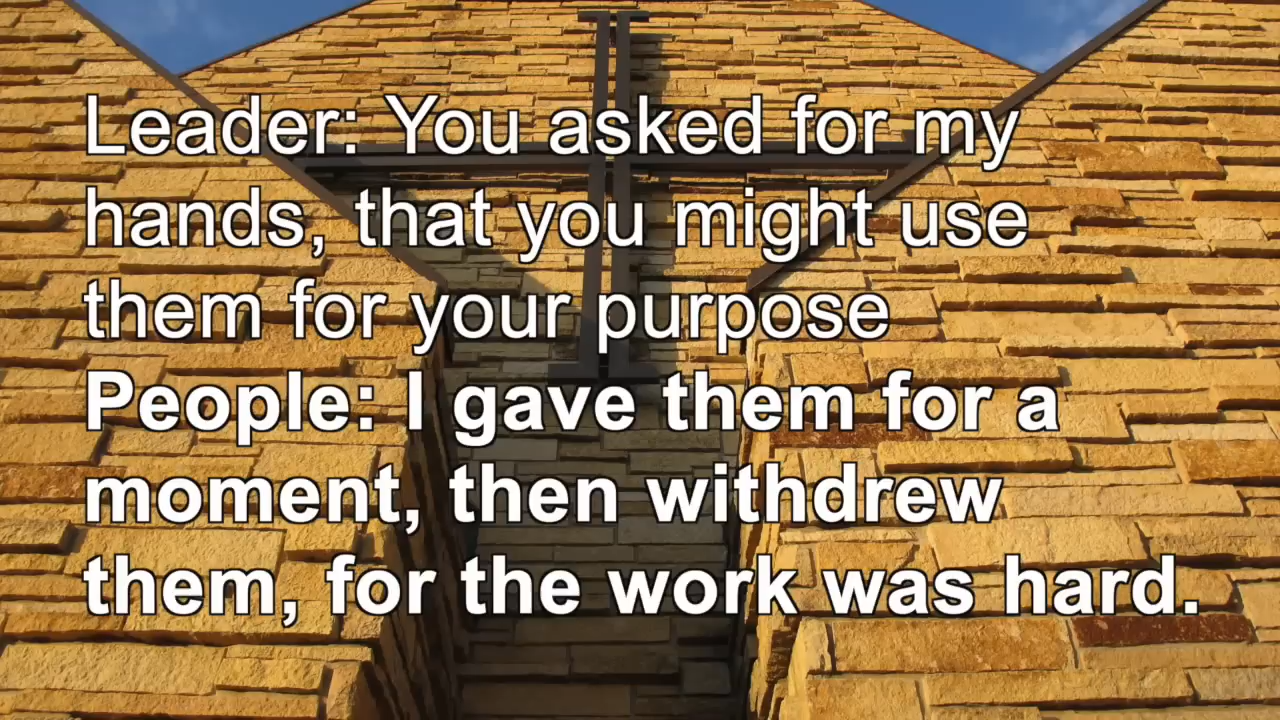 Leader: You asked for my
hands, that you might use
them for your purpose
People: I gave them for a
moment, then withdrew
them, for the work was hard.